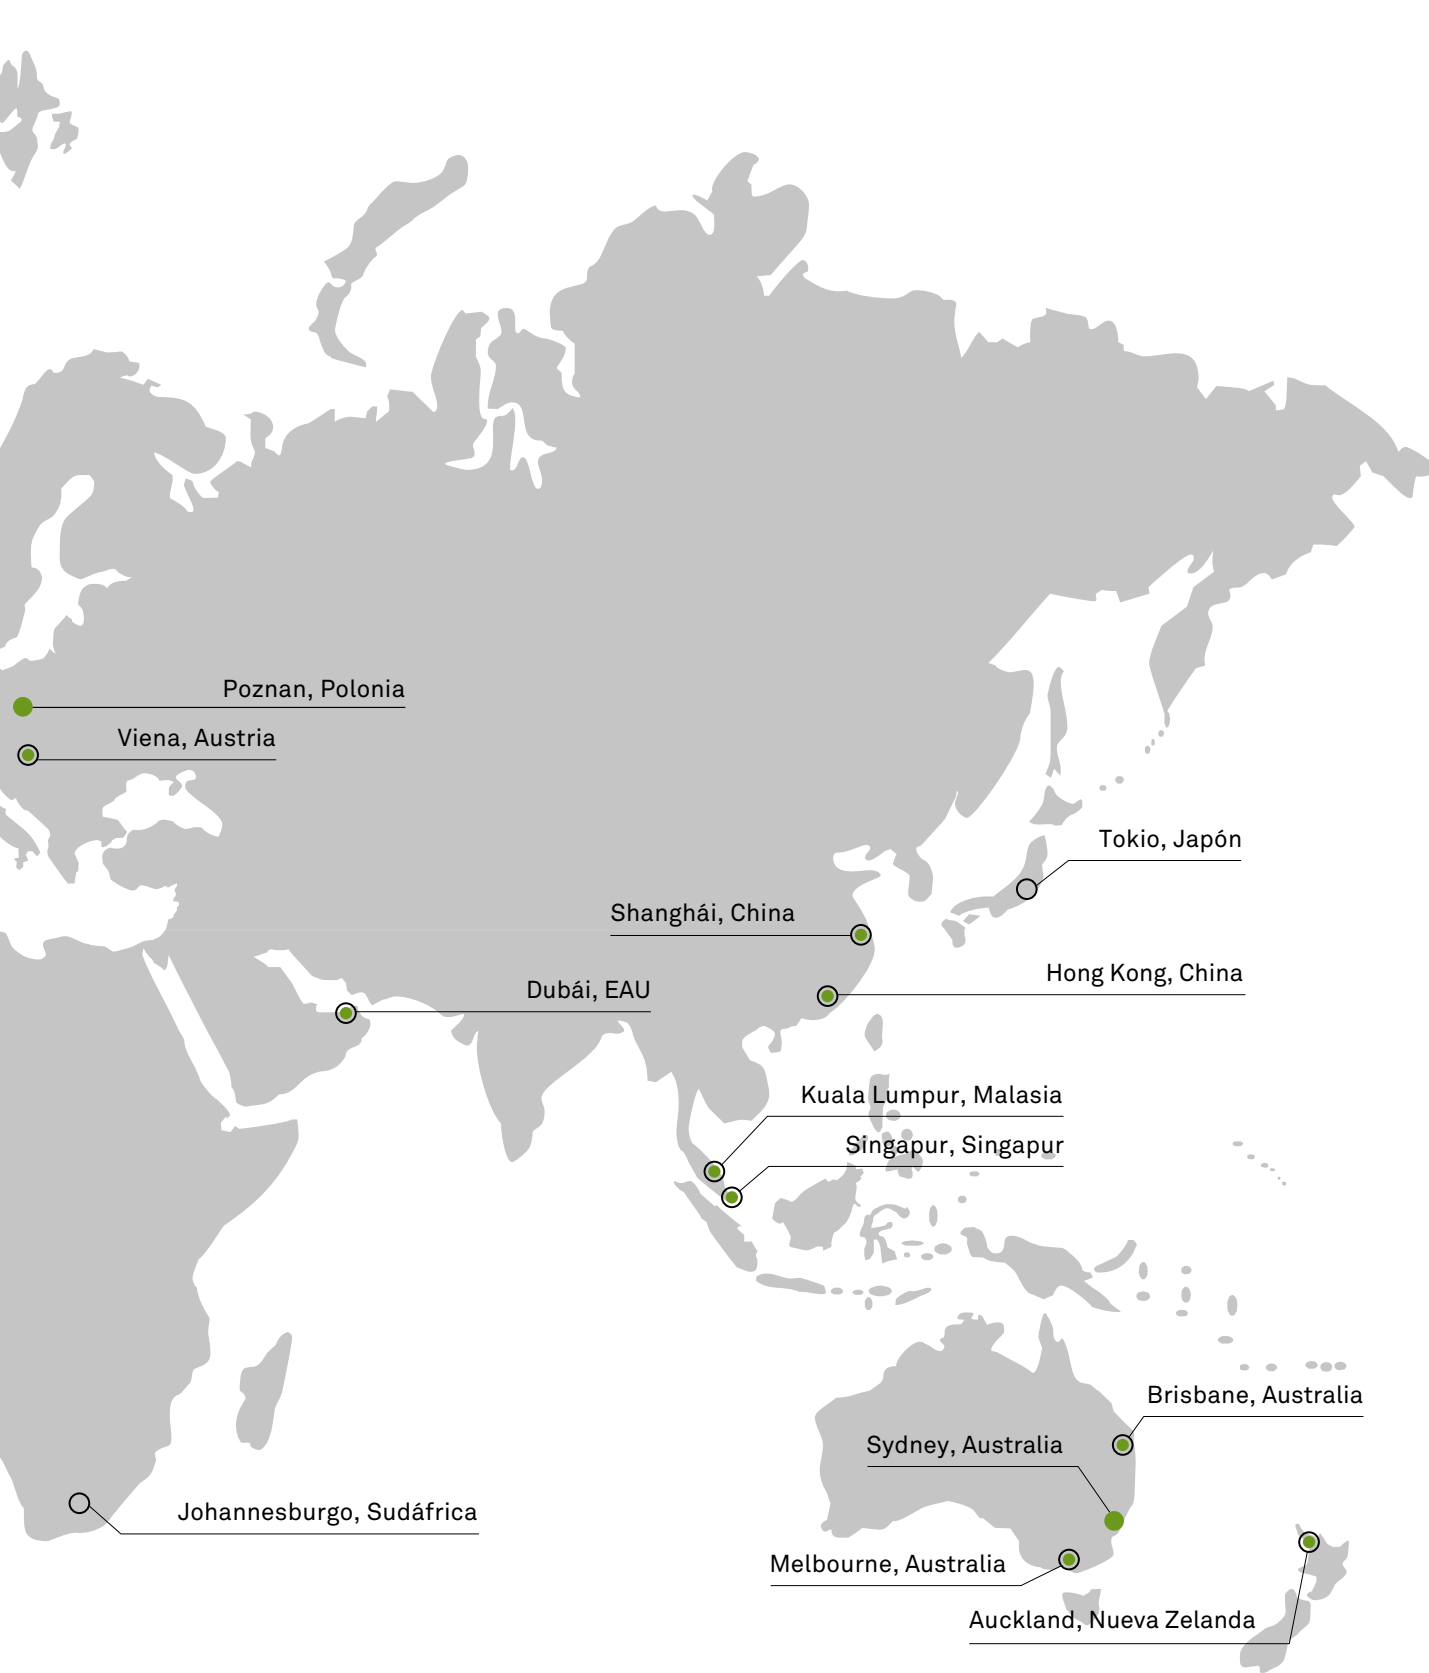 Poznan, Polonia
Viena, Austria
Tokio, Japón
Shanghái, China
Hong Kong, China
Dubái, EAU
Kuala Lumpur, Malasia
Singapur, Singapur
Brisbane, Australia
Sydney, Australia
Johannesburgo, Sudáfrica
Melbourne, Australia
Auckland, Nueva Zelanda